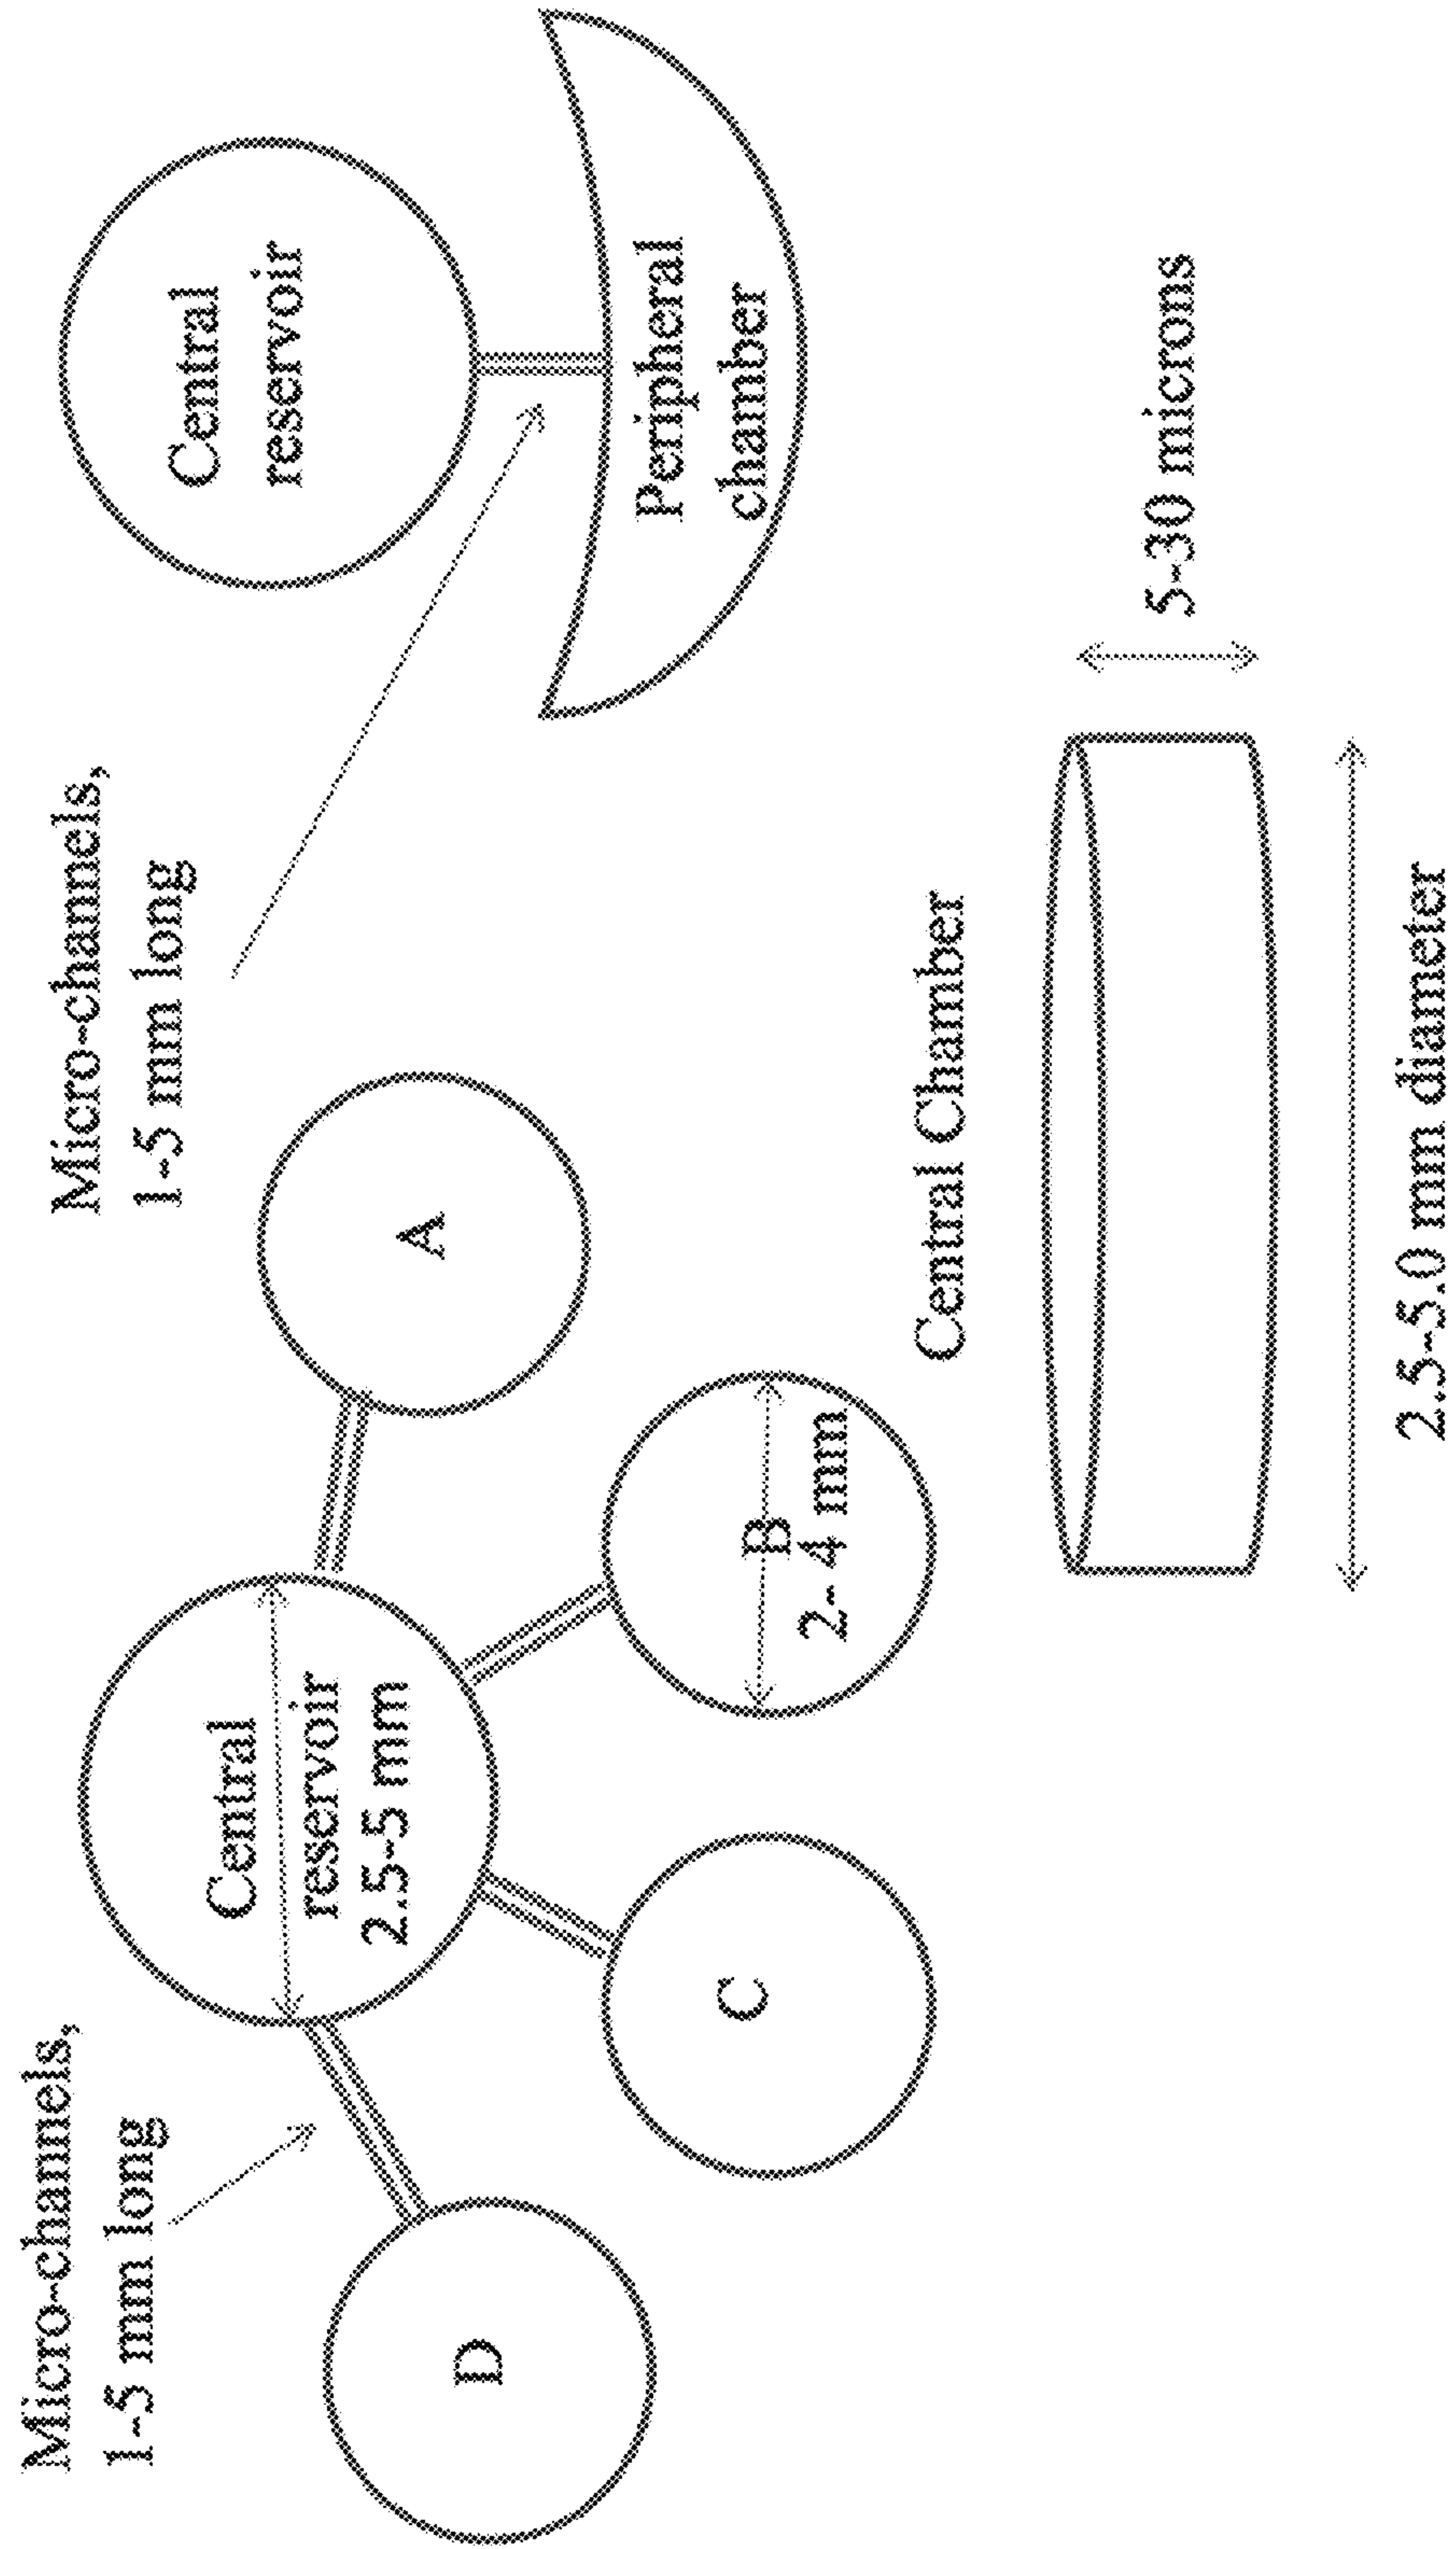 Micro-channels,
1-5 mm long
Central
reservoir
2.5-5 mm
D
C
B
2- 4 mm
A
Micro-channels,
1-5 mm long
Central
reservoir
Peripheral
chamber
Central Chamber
5-30 microns
2.5-5.0 mm diameter